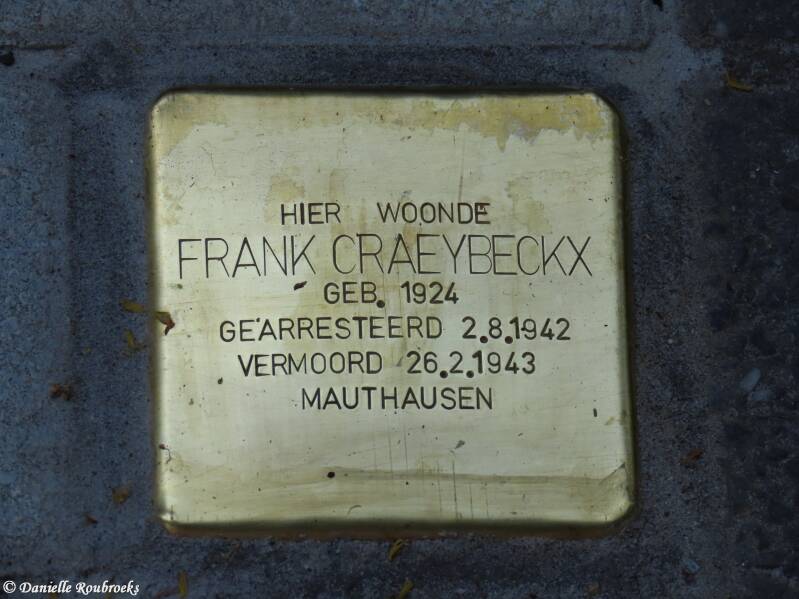 HIER WOONDE
FRANK CRAEYBECKX
GEB. 1924
GEARRESTEERD 2.8.1942
VERMOORD 26.2.1943
MAUTHAUSEN
© Danielle Roubroeks